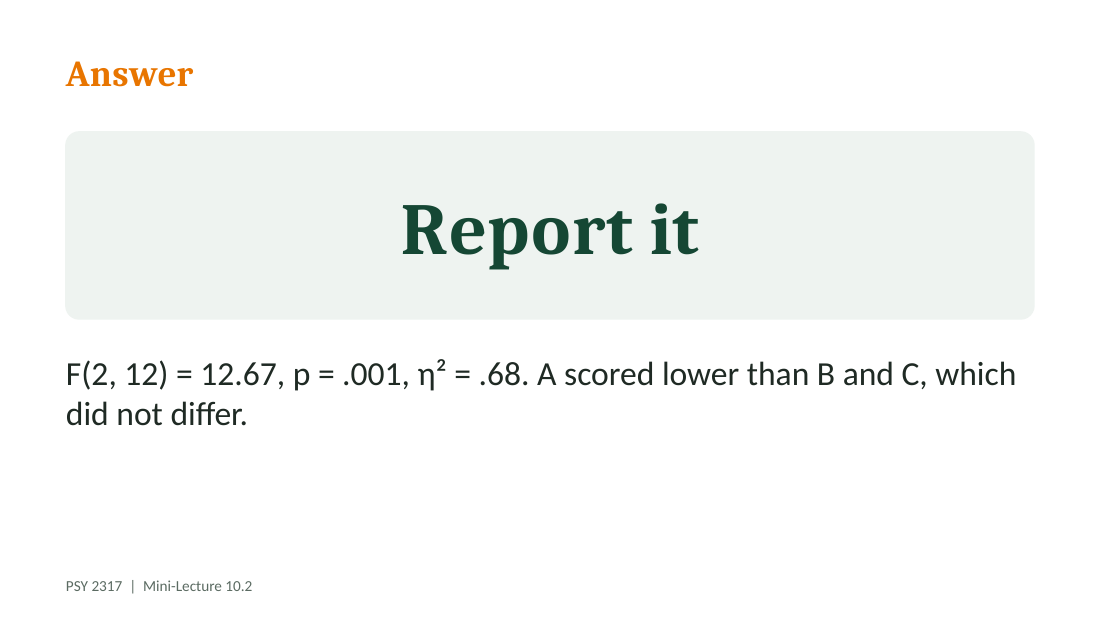 Answer
Report it
F(2, 12) = 12.67, p = .001, η² = .68. A scored lower than B and C, which
did not differ.
PSY 2317 | Mini-Lecture 10.2